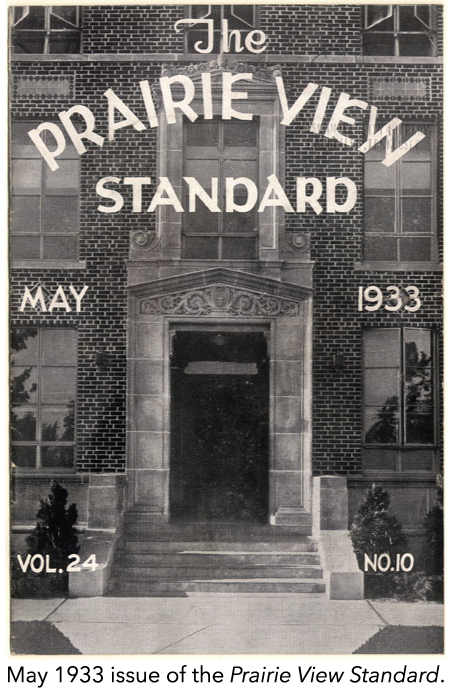 The
PRAIRIE VIEW
STANDARD
MAY 1933
VOL.24 NO.10
May 1933 issue of the Prairie View Standard.